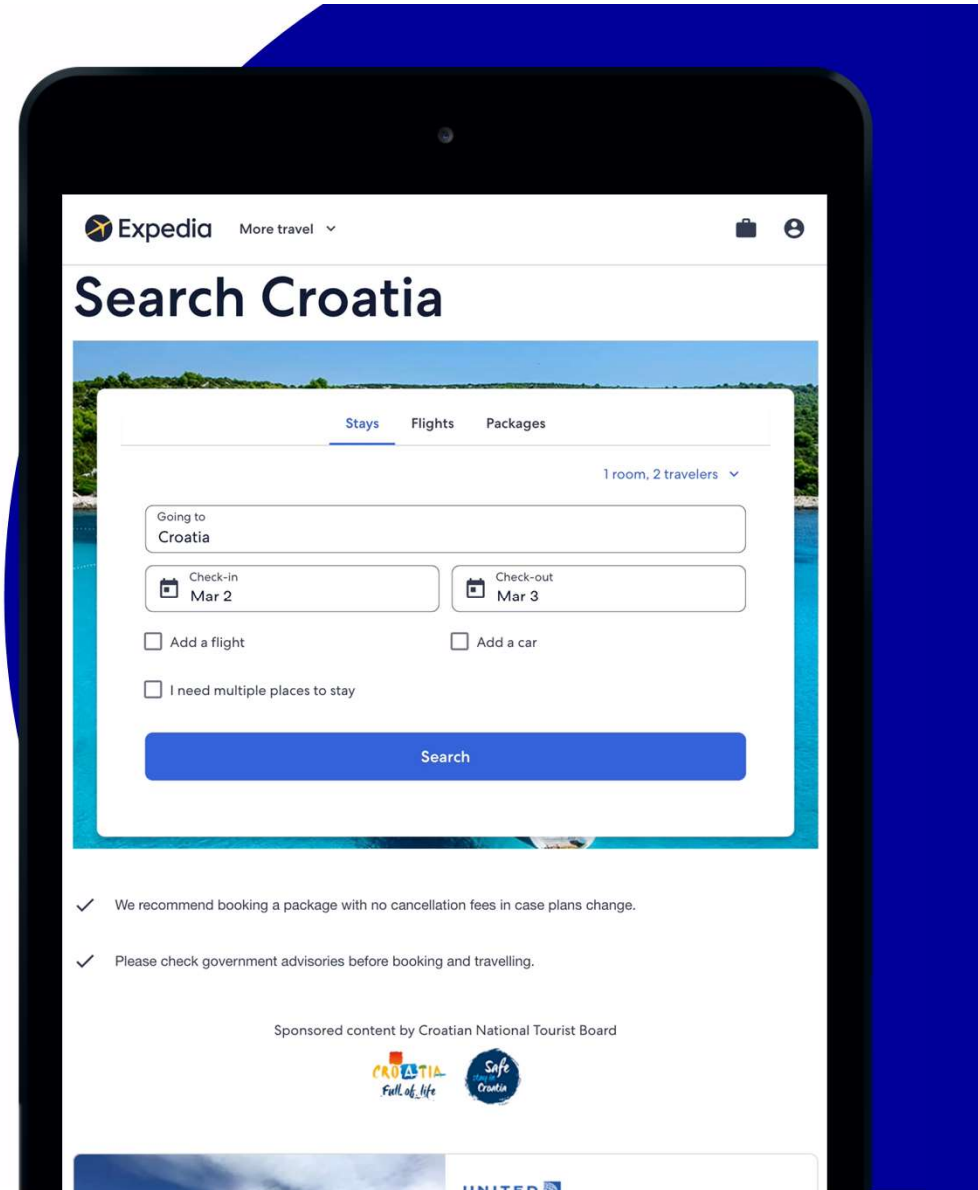 Expedia More travel
Search Croatia
Stays Flights Packages
1 room, 2 travelers
Going to
Croatia
Check-in Check-out
Mar 2 Mar 3
Add a flight Add a car
I need multiple places to stay
Search
We recommend booking a package with no cancellation fees in case plans change.
Please check government advisories before booking and travelling.
Sponsored content by Croatian National Tourist Board
CROATIA
Full of life
Safe
stay in
Croatia
UNITED